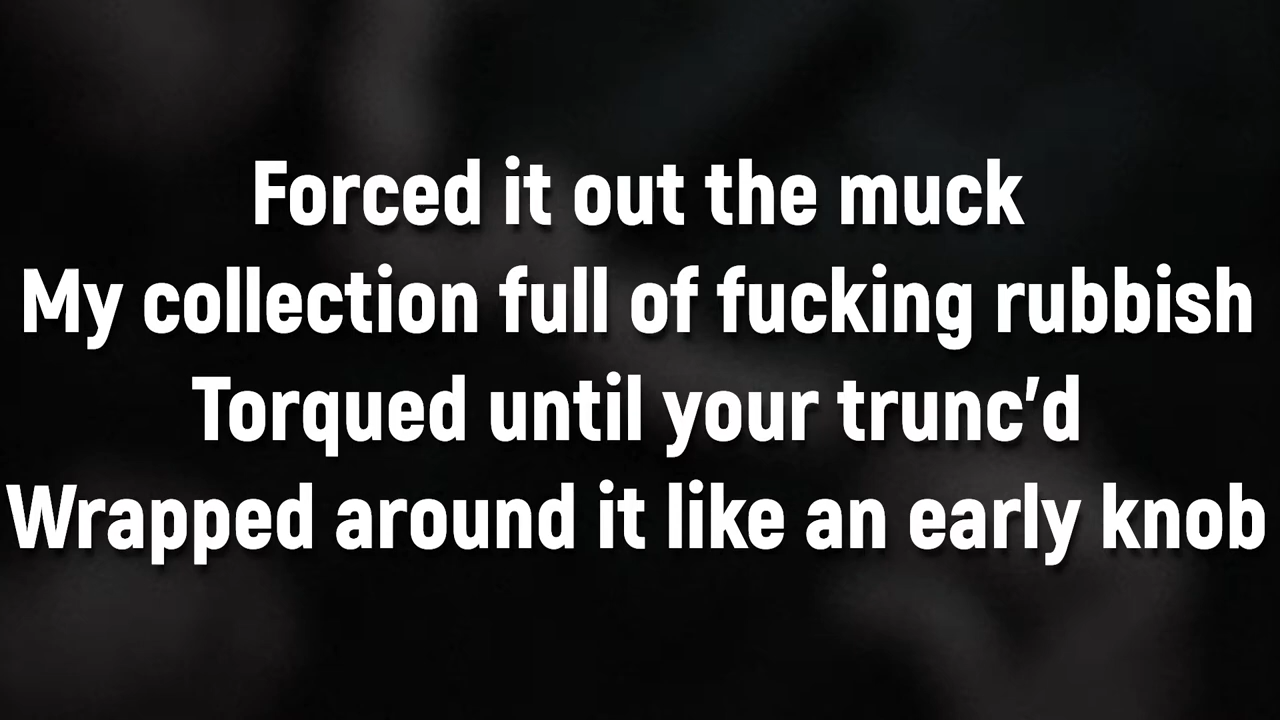 Forced it out the muck
My collection full of fucking rubbish
Torqued until your trunc'd
Wrapped around it like an early knob